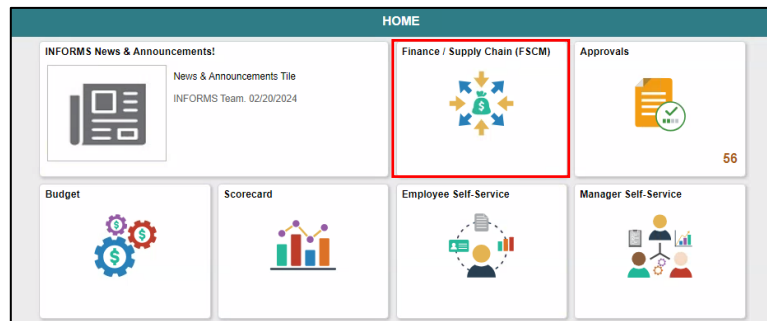 HOME
INFORMS News & Announcements!
News & Announcements Tile
INFORMS Team. 02/20/2024
Finance / Supply Chain (FSCM)
Approvals
56
Budget
Scorecard
Employee Self-Service
Manager Self-Service